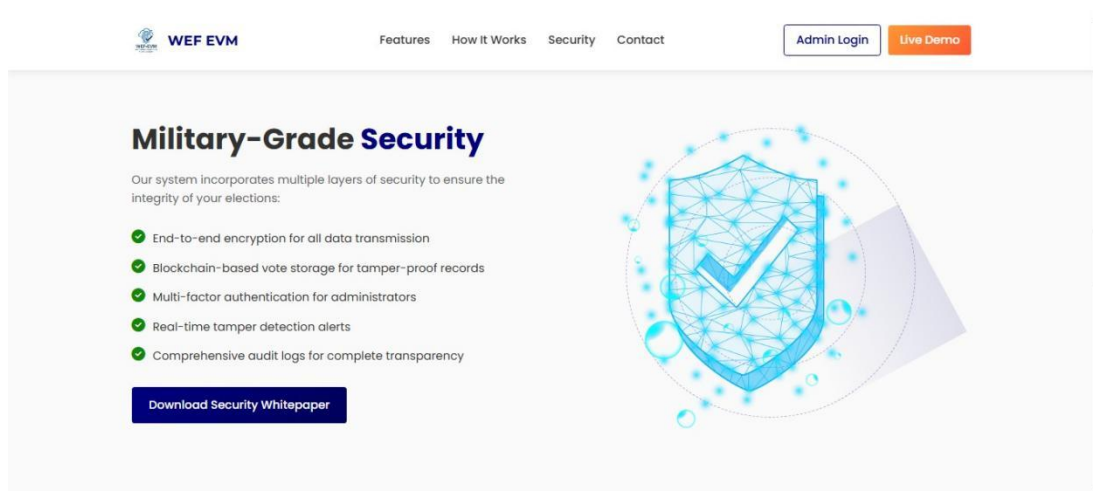 WEF EVM
Features
How It Works
Security
Contact
Admin Login
Live Demo
Military-Grade Security
Our system incorporates multiple layers of security to ensure the
integrity of your elections:
End-to-end encryption for all data transmission
Blockchain-based vote storage for tamper-proof records
Multi-factor authentication for administrators
Real-time tamper detection alerts
Comprehensive audit logs for complete transparency
Download Security Whitepaper